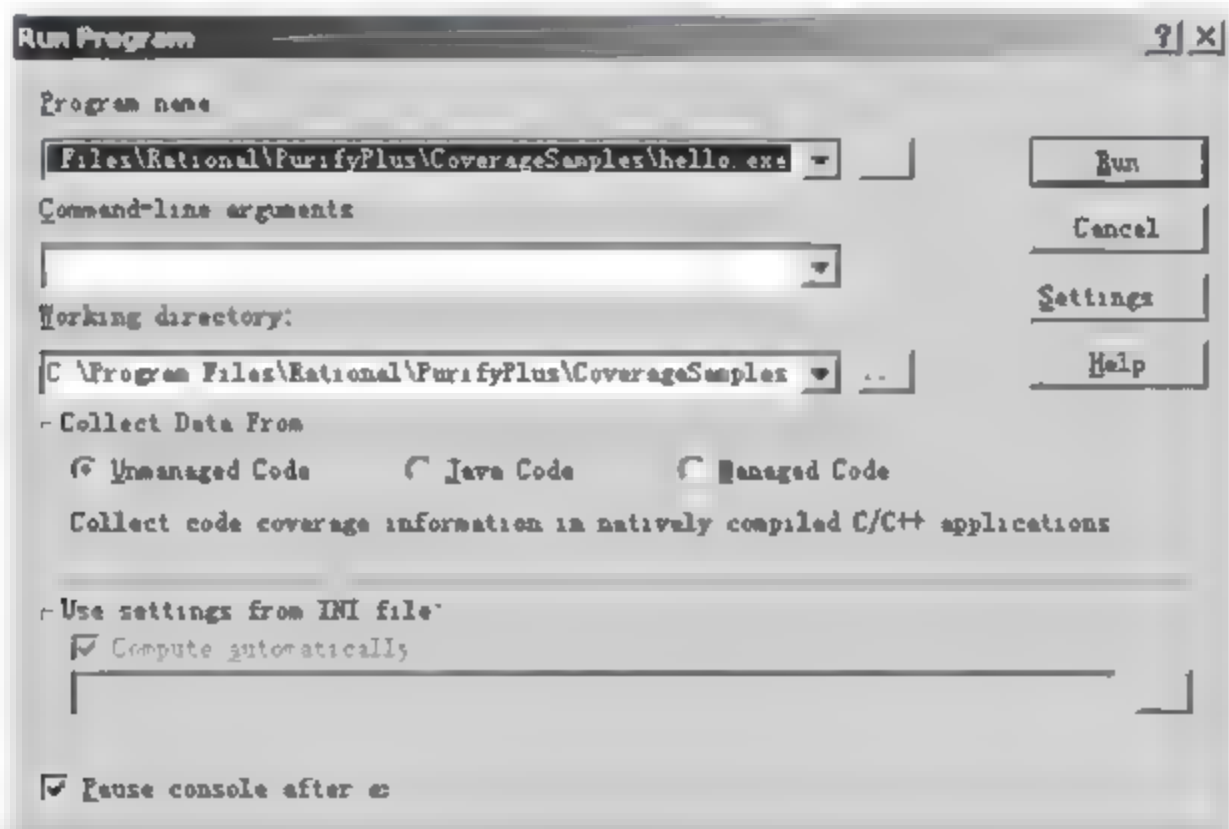 Run Program
Program name
Files\Rational\PurifyPlus\CoverageSamples\hello.exe
Run
Command-line arguments
Cancel
Settings
Working directory:
C \Program Files\Rational\PurifyPlus\CoverageSamples
..
Help
Collect Data From
Unmanaged Code
Java Code
Managed Code
Collect code coverage information in natively compiled C/C++ applications
Use settings from INI file:
Compute automatically
Pause console after